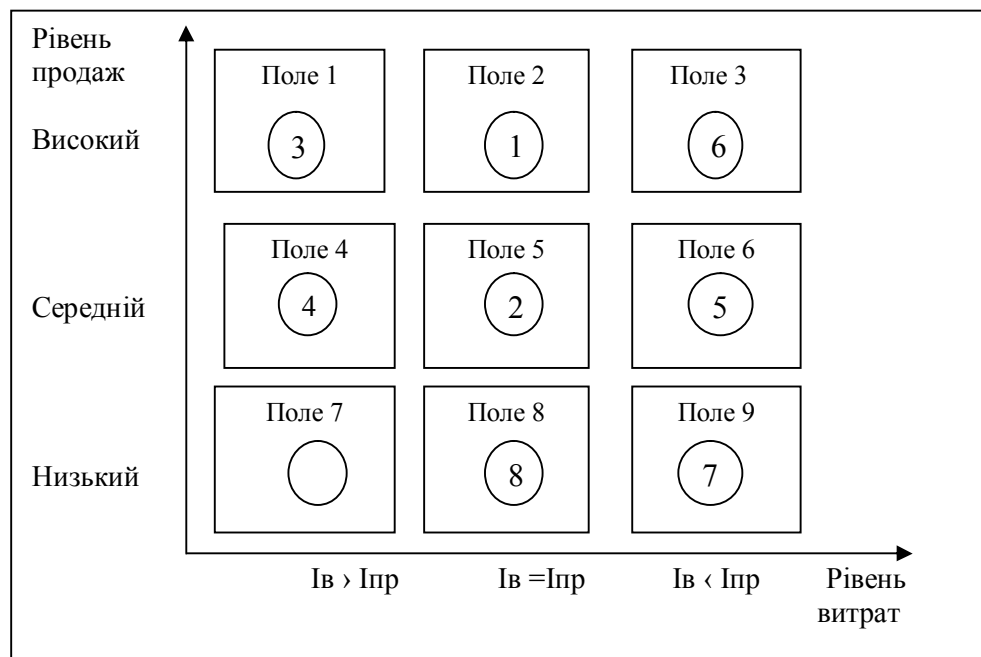 Рівень
продаж
Поле 1
Поле 2
Поле 3
Високий
3
1
6
Поле 4
Поле 5
Поле 6
Середній
4
2
5
Поле 7
Поле 8
Поле 9
Низький
8
7
Ів › Іпр
Ів =Іпр
Ів ‹ Іпр
Рівень
витрат